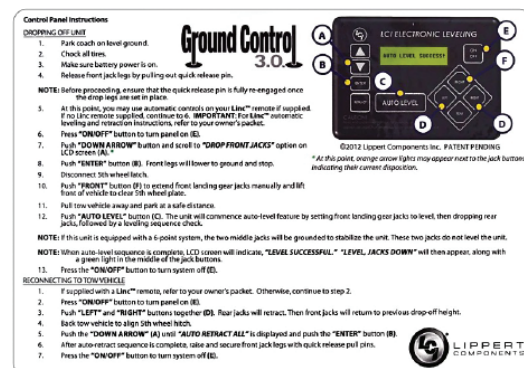 Control Panel Instructions
DROPPING OFF UNIT
1. Park coach on level ground.
2. Chock all tires.
3. Make sure battery power is on.
4. Release front jack legs by pulling out quick release pin.
NOTE: Before proceeding, ensure that the quick release pin is fully re-engaged once
the drop legs are set in place.
5. At this point, you may use automatic controls on your Linc™ remote if supplied.
If no Linc remote supplied, continue to 6. IMPORTANT: For Linc™ automatic
leveling and retraction instructions, refer to your owner's packet.
6. Press "ON/OFF" button to turn panel on (E).
7. Push "DOWN ARROW" button and scroll to "DROP FRONT JACKS" option on
LCD screen (A). *
8. Push "ENTER" button (B). Front legs will lower to ground and stop.
9. Disconnect 5th wheel latch.
10. Push "FRONT" button (F) to extend front landing gear jacks manually and lift
front of vehicle to clear 5th wheel plate.
11. Pull tow vehicle away and park at a safe distance.
12. Push "AUTO LEVEL" button (C). The unit will commence auto-level feature by setting front landing gear jacks to level, then dropping rear
jacks, followed by a leveling sequence check.
NOTE: If this unit is equipped with a 6-point system, the two middle jacks will be grounded to stabilize the unit. These two jacks do not level the unit.
NOTE: When auto-level sequence is complete, LCD screen will indicate, "LEVEL SUCCESSFUL." "LEVEL, JACKS DOWN" will then appear, along with
a green light in the middle of the jack buttons.
13. Press the "ON/OFF" button to turn system off (E).
RECONNECTING TO TOW VEHICLE
1. If supplied with a Linc™ remote, refer to your owner's packet. Otherwise, continue to step 2.
2. Press "ON/OFF" button to turn panel on (E).
3. Push "LEFT" and "RIGHT" buttons together (D). Rear jacks will retract. Then front jacks will return to previous drop-off height.
4. Back tow vehicle to align 5th wheel hitch.
5. Push the "DOWN ARROW" (A) until "AUTO RETRACT ALL" is displayed and push the "ENTER" button (B).
6. After auto-retract sequence is complete, raise and secure front jack legs with quick release pull pins.
7. Press the "ON/OFF" button to turn system off (E).
Ground Control
3.0
A
B
C
D
D
E
F
ECI ELECTRONIC LEVELING
AUTO LEVEL SUCCESS
ON
OFF
AUTO LEVEL
©2012 Lippert Components Inc. PATENT PENDING
* At this point, orange arrow lights may appear next to the jack buttons
indicating their current disposition.
LC
LIPPERT
COMPONENTS